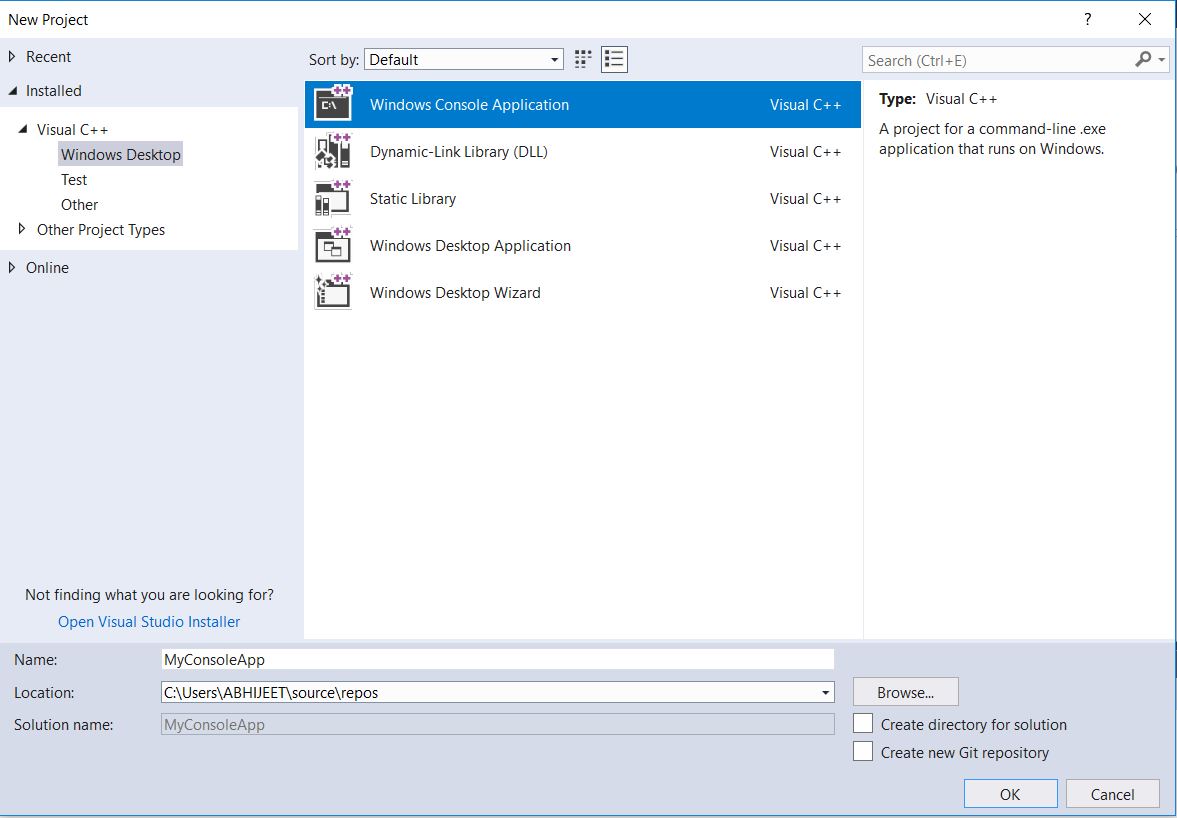 New Project
?
Recent
Installed
Visual C++
Windows Desktop
Test
Other
Other Project Types
Online
Not finding what you are looking for?
Open Visual Studio Installer
Sort by: Default
Windows Console Application Visual C++
Dynamic-Link Library (DLL) Visual C++
Static Library Visual C++
Windows Desktop Application Visual C++
Windows Desktop Wizard Visual C++
Search (Ctrl+E)
Type: Visual C++
A project for a command-line .exe
application that runs on Windows.
Name: MyConsoleApp
Location: C:\Users\ABHIJEET\source\repos Browse...
Solution name: MyConsoleApp
Create directory for solution
Create new Git repository
OK Cancel